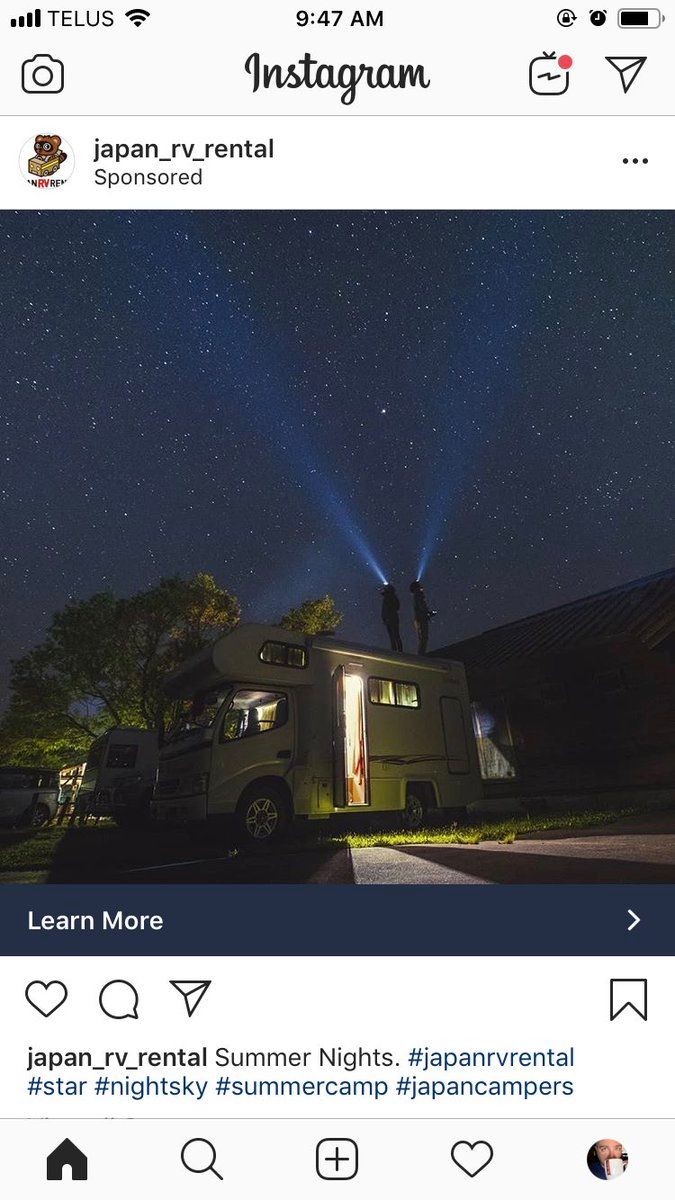 TELUS
9:47 AM
Instagram
japan_rv_rental
Sponsored
Learn More
japan_rv_rental Summer Nights. #japanrvrental
#star #nightsky #summercamp #japancampers